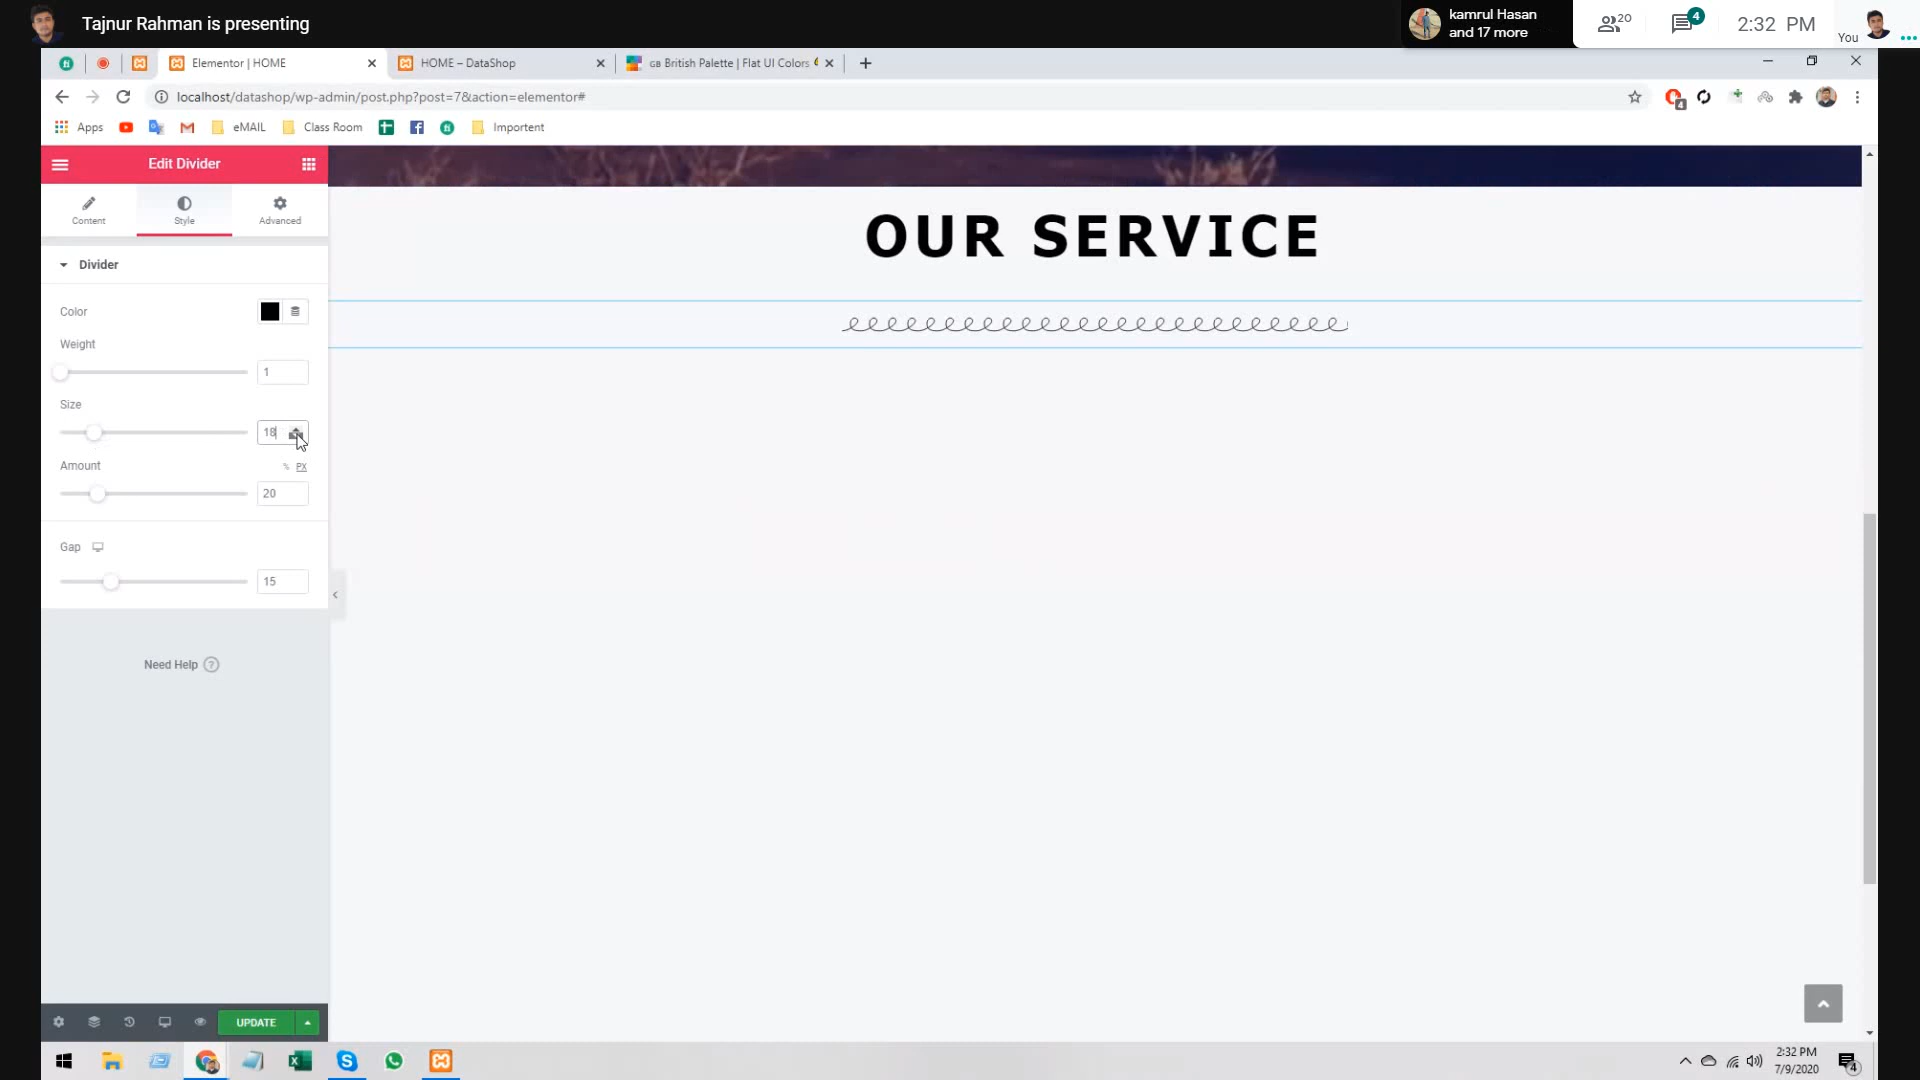 Tajnur Rahman is presenting
kamrul Hasan
and 17 more
20
4
2:32 PM
You
Elementor | HOME
HOME – DataShop
GB British Palette | Flat UI Colors
localhost/datashop/wp-admin/post.php?post=7&action=elementor#
4
Apps
eMAIL
Class Room
Importent
Edit Divider
Content
Style
Advanced
Divider
Color
Weight
1
Size
18
Amount
% PX
20
Gap
15
Need Help ?
UPDATE
OUR SERVICE
2:32 PM
7/9/2020
4